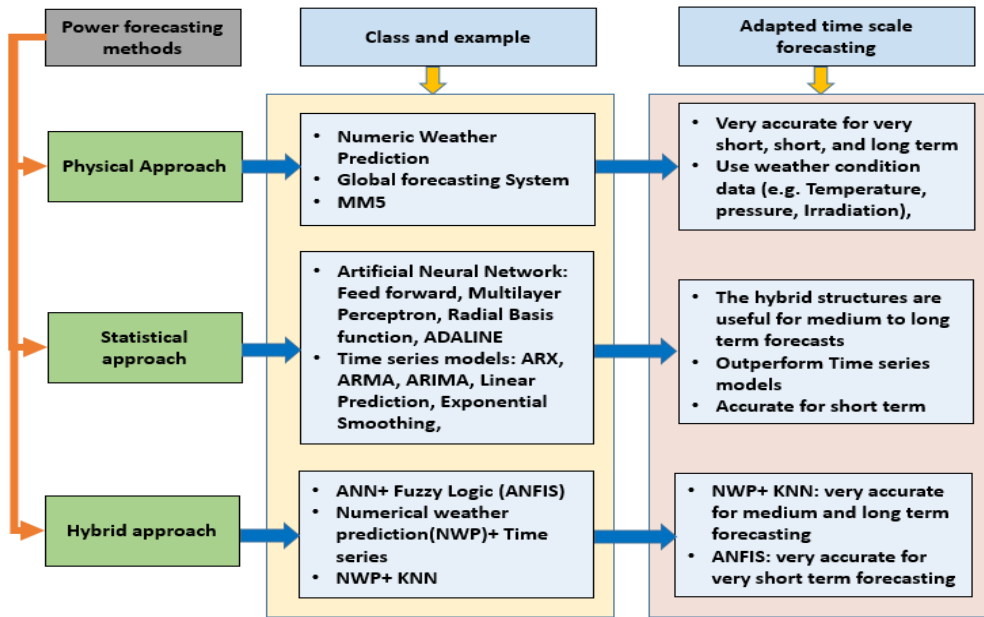 Power forecasting
methods
Class and example
Adapted time scale
forecasting
Physical Approach
• Numeric Weather
Prediction
• Global forecasting System
• MM5
• Very accurate for very
short, short, and long term
• Use weather condition
data (e.g. Temperature,
pressure, Irradiation),
Statistical
approach
• Artificial Neural Network:
Feed forward, Multilayer
Perceptron, Radial Basis
function, ADALINE
• Time series models: ARX,
ARMA, ARIMA, Linear
Prediction, Exponential
Smoothing,
• The hybrid structures are
useful for medium to long
term forecasts
• Outperform Time series
models
• Accurate for short term
Hybrid approach
• ANN+ Fuzzy Logic (ANFIS)
• Numerical weather
prediction(NWP)+ Time
series
• NWP+ KNN
• NWP+ KNN: very accurate
for medium and long term
forecasting
• ANFIS: very accurate for
very short term forecasting